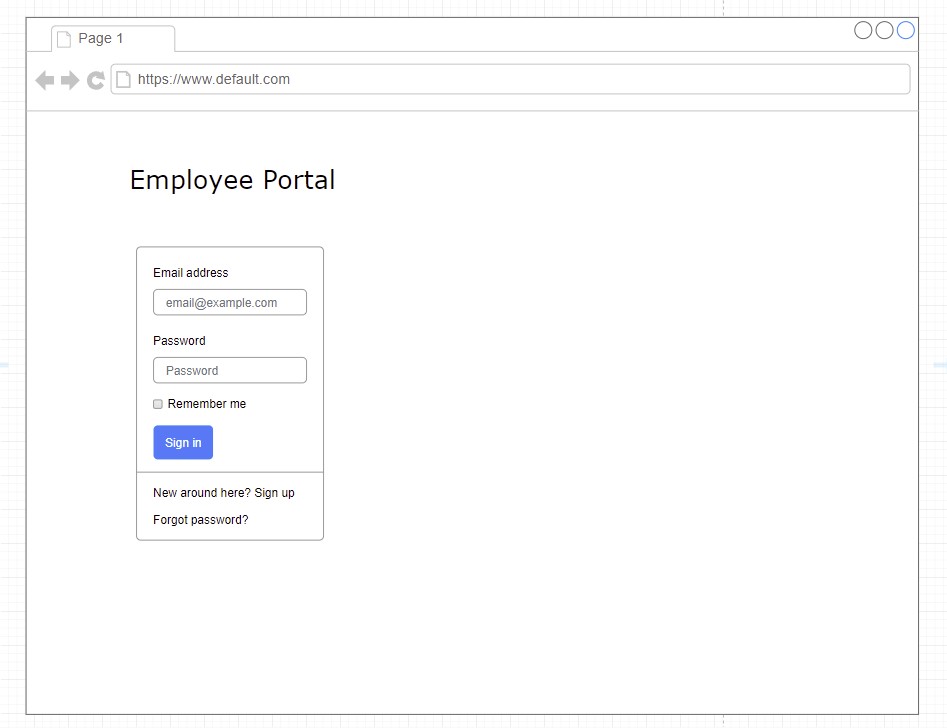 Page 1
https://www.default.com
Employee Portal
Email address
email@example.com
Password
Password
Remember me
Sign in
New around here? Sign up
Forgot password?